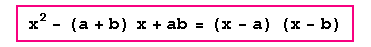 x² - (a + b) x + ab = (x - a) (x - b)